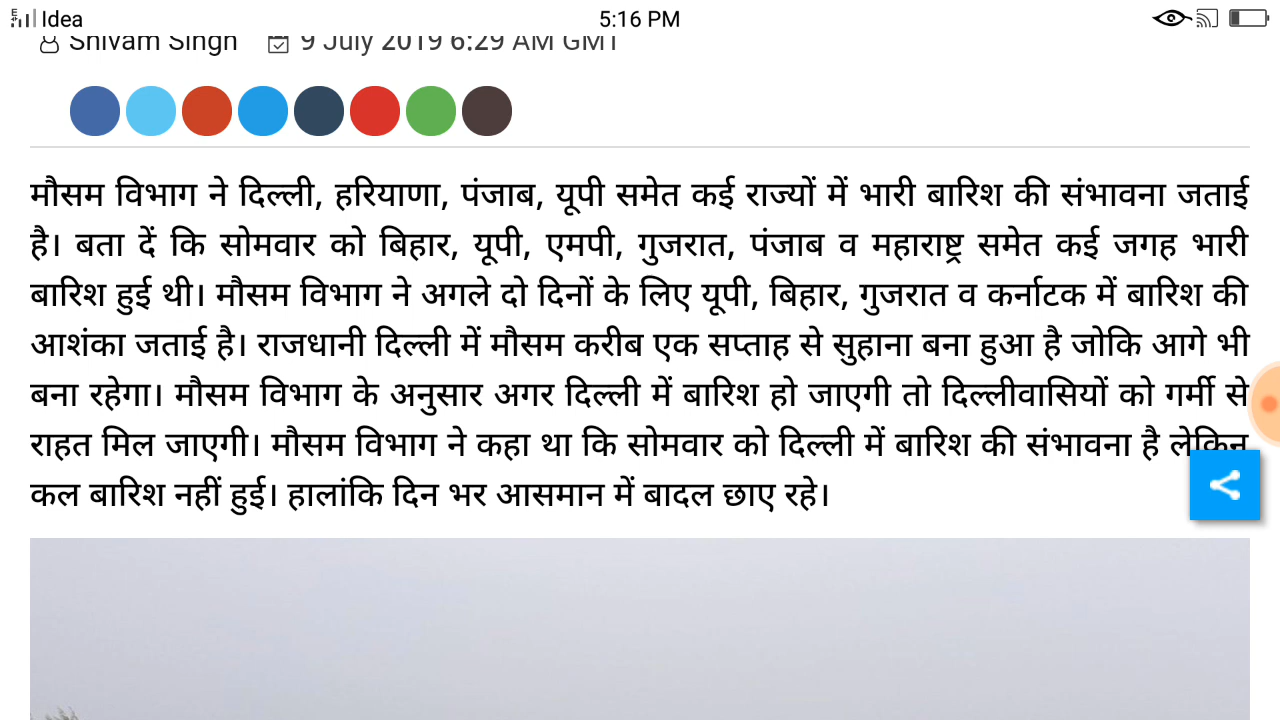 Idea
5:16 PM
Shivam Singh 9 July 2019 6:29 AM GMT
मौसम विभाग ने दिल्ली, हरियाणा, पंजाब, यूपी समेत कई राज्यों में भारी बारिश की संभावना जताई
है। बता दें कि सोमवार को बिहार, यूपी, एमपी, गुजरात, पंजाब व महाराष्ट्र समेत कई जगह भारी
बारिश हुई थी। मौसम विभाग ने अगले दो दिनों के लिए यूपी, बिहार, गुजरात व कर्नाटक में बारिश की
आशंका जताई है। राजधानी दिल्ली में मौसम करीब एक सप्ताह से सुहाना बना हुआ है जोकि आगे भी
बना रहेगा। मौसम विभाग के अनुसार अगर दिल्ली में बारिश हो जाएगी तो दिल्लीवासियों को गर्मी से
राहत मिल जाएगी। मौसम विभाग ने कहा था कि सोमवार को दिल्ली में बारिश की संभावना है लेकिन
कल बारिश नहीं हुई। हालांकि दिन भर आसमान में बादल छाए रहे।